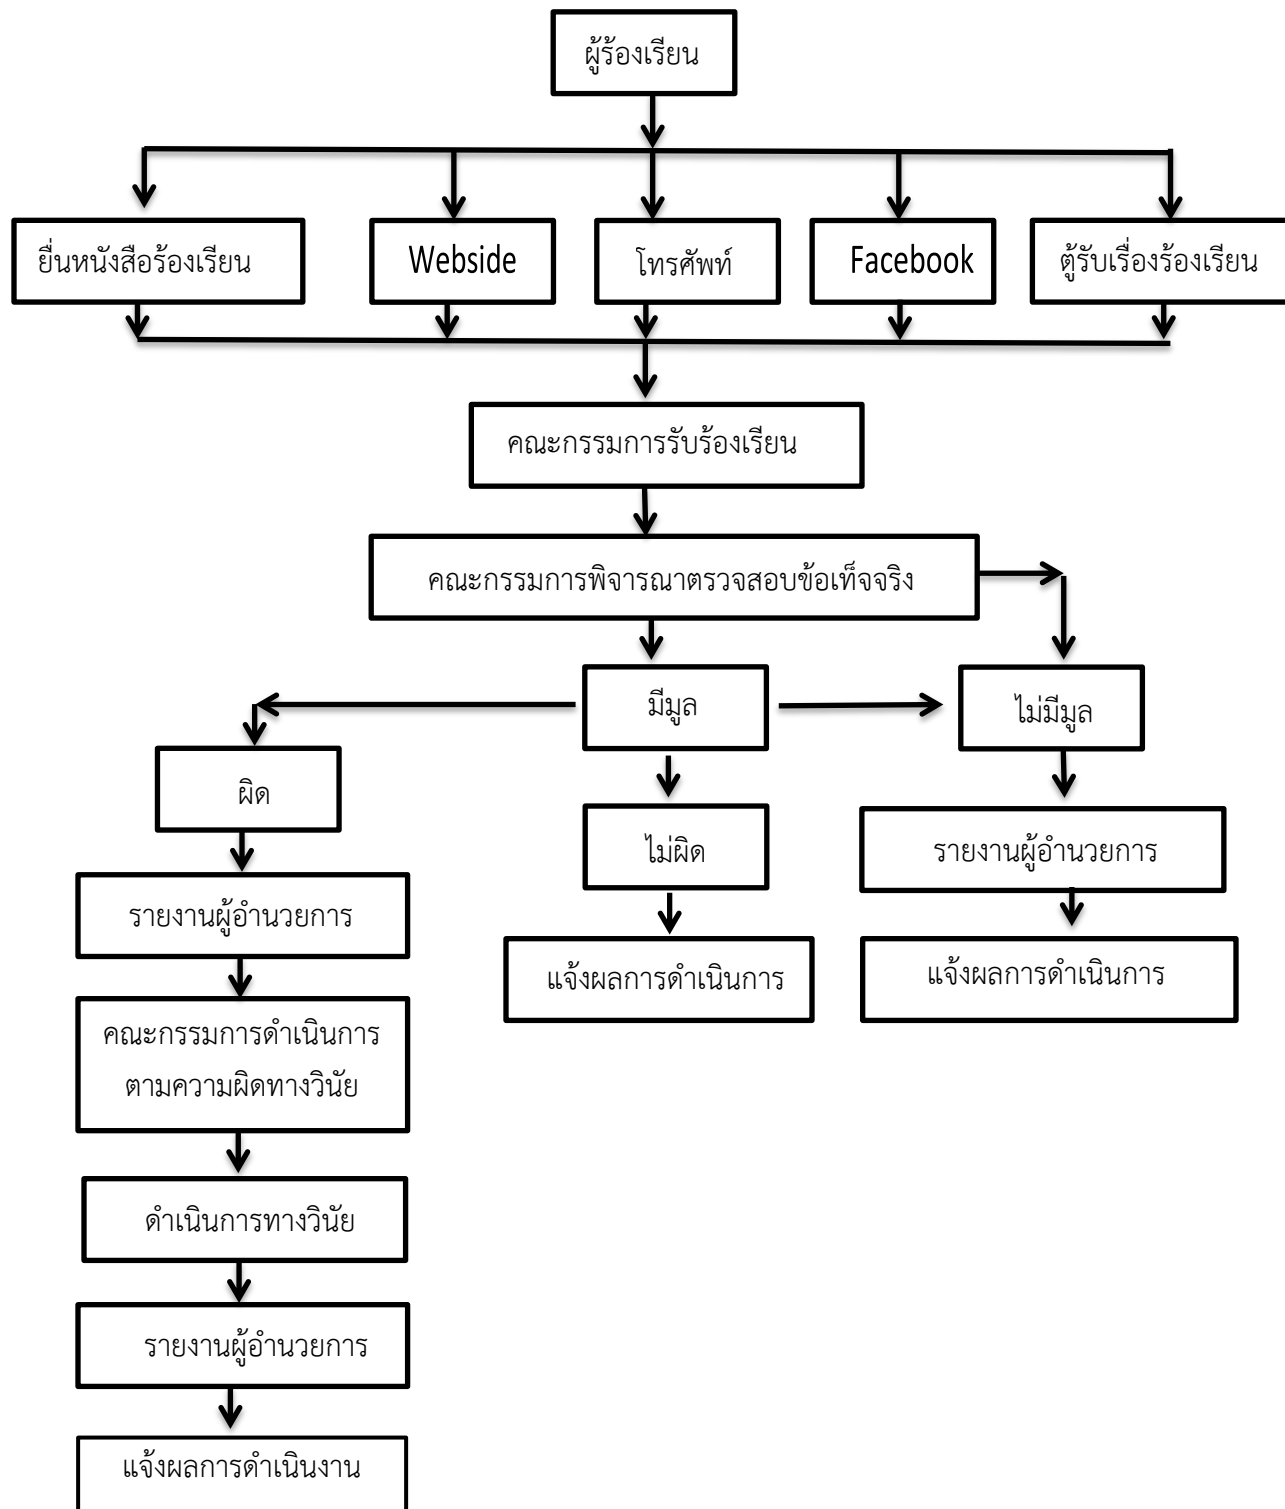 ผู้ร้องเรียน
ยื่นหนังสือร้องเรียน
Webside
โทรศัพท์
Facebook
ตู้รับเรื่องร้องเรียน
คณะกรรมการรับร้องเรียน
คณะกรรมการพิจารณาตรวจสอบข้อเท็จจริง
มีมูล
ไม่มีมูล
ผิด
ไม่ผิด
รายงานผู้อำนวยการ
รายงานผู้อำนวยการ
แจ้งผลการดำเนินการ
แจ้งผลการดำเนินการ
คณะกรรมการดำเนินการ
ตามความผิดทางวินัย
ดำเนินการทางวินัย
รายงานผู้อำนวยการ
แจ้งผลการดำเนินงาน